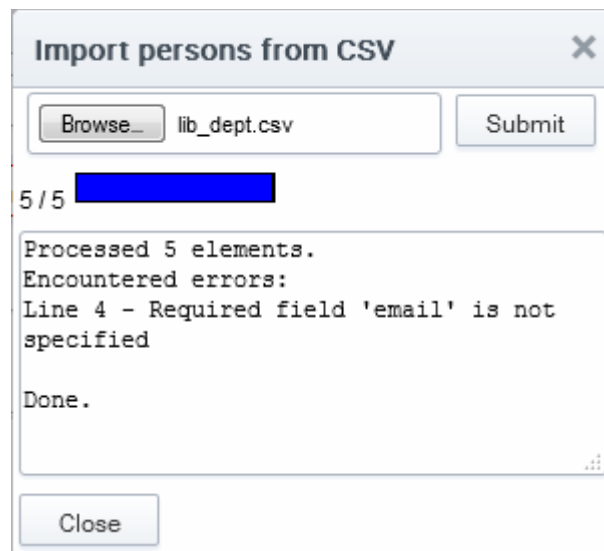 Import persons from CSV
Browse... lib_dept.csv Submit
5 / 5
Processed 5 elements.
Encountered errors:
Line 4 - Required field 'email' is not
specified
Done.
Close